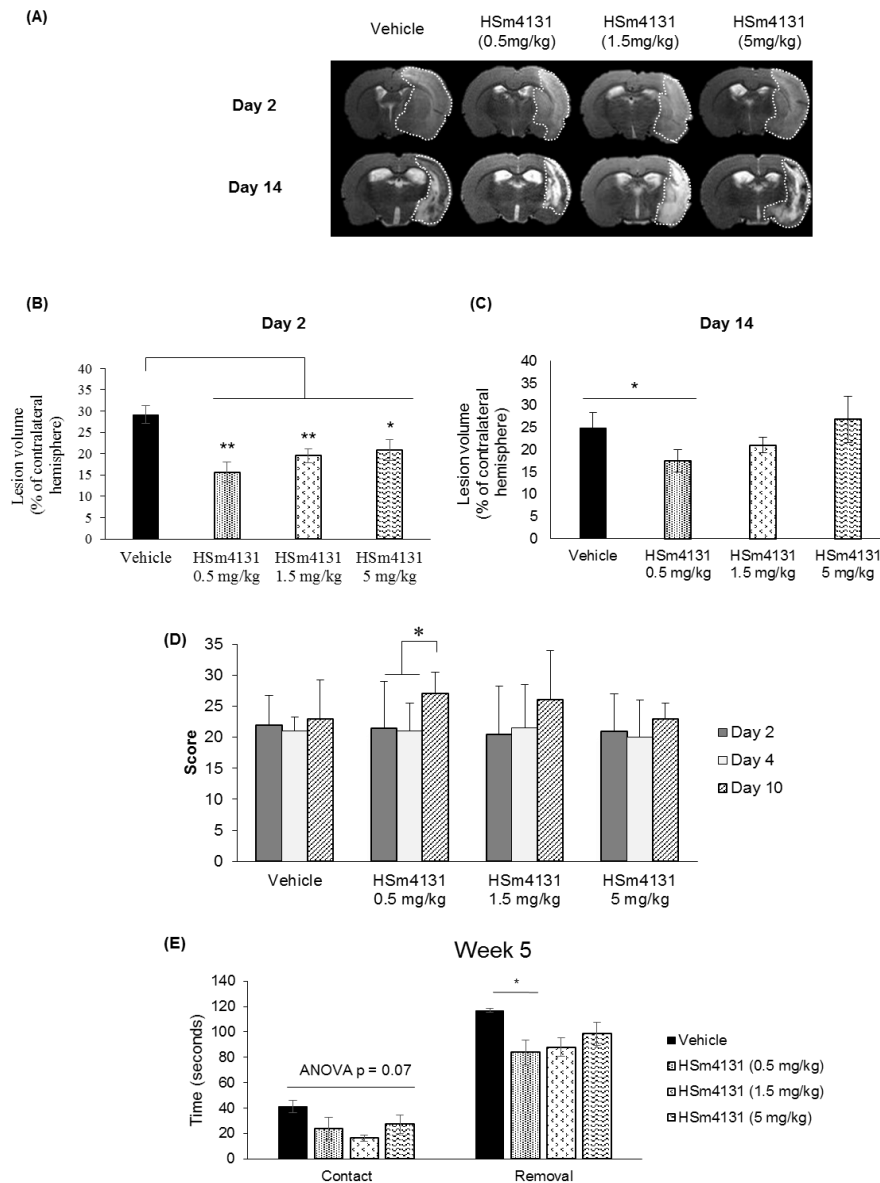 (A)
Vehicle
HSm4131
(0.5mg/kg)
HSm4131
(1.5mg/kg)
HSm4131
(5mg/kg)
Day 2
Day 14
(B)
Day 2
Lesion volume
(% of contralateral
hemisphere)
40
35
30
25
20
15
10
5
0
**
**
*
Vehicle
HSm4131
0.5 mg/kg
HSm4131
1.5 mg/kg
HSm4131
5 mg/kg
(C)
Day 14
Lesion volume
(% of contralateral
hemisphere)
40
35
30
25
20
15
10
5
0
*
Vehicle
HSm4131
0.5 mg/kg
HSm4131
1.5 mg/kg
HSm4131
5 mg/kg
(D)
Score
35
30
25
20
15
10
5
0
*
Vehicle
HSm4131
0.5 mg/kg
HSm4131
1.5 mg/kg
HSm4131
5 mg/kg
Day 2
Day 4
Day 10
(E)
Week 5
Time (seconds)
140
120
100
80
60
40
20
0
ANOVA p = 0.07
*
Contact
Removal
Vehicle
HSm4131 (0.5 mg/kg)
HSm4131 (1.5 mg/kg)
HSm4131 (5 mg/kg)